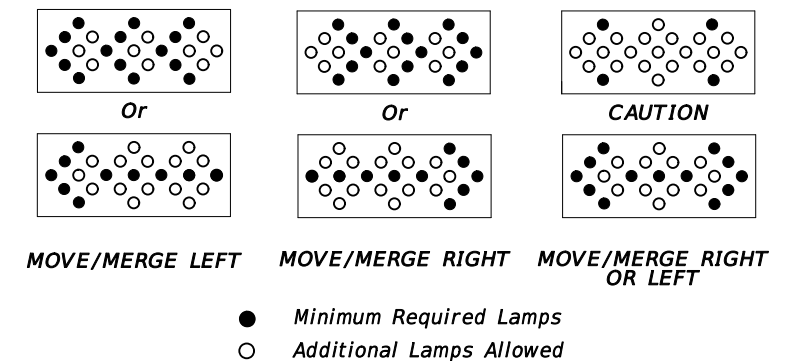 Or
Or
CAUTION
MOVE/MERGE LEFT
MOVE/MERGE RIGHT
MOVE/MERGE RIGHT
OR LEFT
Minimum Required Lamps
Additional Lamps Allowed